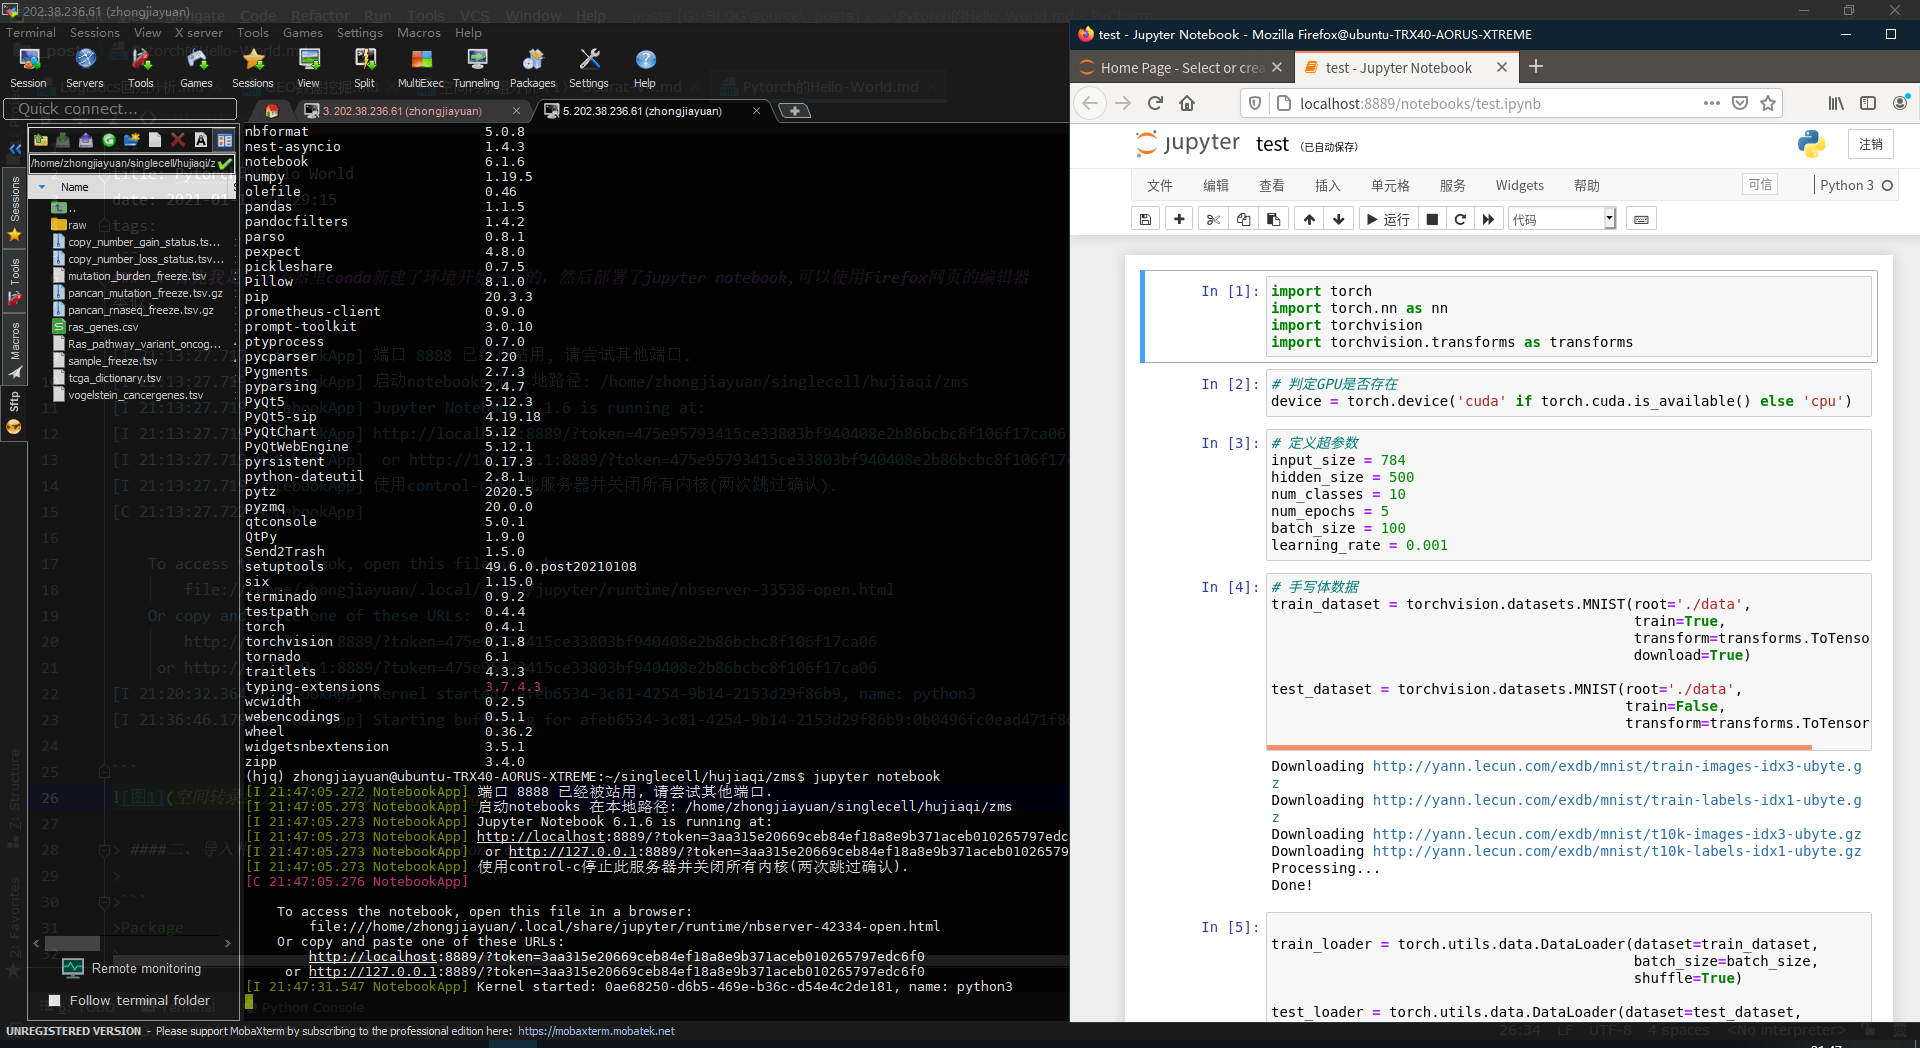 202.38.236.61 (zhongjiayuan)
Terminal Sessions View X server Tools Games Settings Macros Help
Session Servers Tools Games Sessions View Split MultiExec Tunneling Packages Settings Help
Quick connect...
3. 202.38.236.61 (zhongjiayuan)
5. 202.38.236.61 (zhongjiayuan)
/home/zhongjiayuan/singlecell/hujiaqi/z
Name
..
raw
copy_number_gain_status.ts...
copy_number_loss_status.tsv...
mutation_burden_freeze.tsv
pancan_mutation_freeze.tsv.gz
pancan_rnaseq_freeze.tsv.gz
ras_genes.csv
Ras_pathway_variant_oncog...
sample_freeze.tsv
tcga_dictionary.tsv
vogelstein_cancergenes.tsv
Sessions
Tools
Macros
Sftp
Remote monitoring
Follow terminal folder
nbformat 5.0.8
nest-asyncio 1.4.3
notebook 6.1.6
numpy 1.19.5
olefile 0.46
pandas 1.1.5
pandocfilters 1.4.2
parso 0.8.1
pexpect 4.8.0
pickleshare 0.7.5
Pillow 8.1.0
pip 20.3.3
prometheus-client 0.9.0
prompt-toolkit 3.0.10
ptyprocess 0.7.0
pycparser 2.20
Pygments 2.7.3
pyparsing 2.4.7
PyQt5 5.12.3
PyQt5-sip 4.19.18
PyQtChart 5.12
PyQtWebEngine 5.12.1
pyrsistent 0.17.3
python-dateutil 2.8.1
pytz 2020.5
pyzmq 20.0.0
qtconsole 5.0.1
QtPy 1.9.0
Send2Trash 1.5.0
setuptools 49.6.0.post20210108
six 1.15.0
terminado 0.9.2
testpath 0.4.4
torch 0.4.1
torchvision 0.1.8
tornado 6.1
traitlets 4.3.3
typing-extensions 3.7.4.3
wcwidth 0.2.5
webencodings 0.5.1
wheel 0.36.2
widgetsnbextension 3.5.1
zipp 3.4.0
(hjq) zhongjiayuan@ubuntu-TRX40-AORUS-XTREME:~/singlecell/hujiaqi/zms$ jupyter notebook
[I 21:47:05.272 NotebookApp] 端口 8888 已经被站用, 请尝试其他端口.
[I 21:47:05.273 NotebookApp] 启动notebooks 在本地路径: /home/zhongjiayuan/singlecell/hujiaqi/zms
[I 21:47:05.273 NotebookApp] Jupyter Notebook 6.1.6 is running at:
[I 21:47:05.273 NotebookApp] http://localhost:8889/?token=3aa315e20669ceb84ef18a8e9b371aceb010265797edc
[I 21:47:05.273 NotebookApp] or http://127.0.0.1:8889/?token=3aa315e20669ceb84ef18a8e9b371aceb01026579
[I 21:47:05.273 NotebookApp] 使用control-c停止此服务器并关闭所有内核(两次跳过确认).
[C 21:47:05.276 NotebookApp]
To access the notebook, open this file in a browser:
file:///home/zhongjiayuan/.local/share/jupyter/runtime/nbserver-42334-open.html
Or copy and paste one of these URLs:
http://localhost:8889/?token=3aa315e20669ceb84ef18a8e9b371aceb010265797edc6f0
or http://127.0.0.1:8889/?token=3aa315e20669ceb84ef18a8e9b371aceb010265797edc6f0
[I 21:47:31.547 NotebookApp] Kernel started: 0ae68250-d6b5-469e-b36c-d54e4c2de181, name: python3
UNREGISTERED VERSION - Please support MobaXterm by subscribing to the professional edition here: https://mobaxterm.mobatek.net
test - Jupyter Notebook - Mozilla Firefox@ubuntu-TRX40-AORUS-XTREME
Home Page - Select or crea
test - Jupyter Notebook
localhost:8889/notebooks/test.ipynb
jupyter test (已自动保存)
注销
文件 编辑 查看 插入 单元格 服务 Widgets 帮助
可信
Python 3
运行
代码
In [1]:
import torch
import torch.nn as nn
import torchvision
import torchvision.transforms as transforms
In [2]:
# 判定GPU是否存在
device = torch.device('cuda' if torch.cuda.is_available() else 'cpu')
In [3]:
# 定义超参数
input_size = 784
hidden_size = 500
num_classes = 10
num_epochs = 5
batch_size = 100
learning_rate = 0.001
In [4]:
# 手写体数据
train_dataset = torchvision.datasets.MNIST(root='./data',
train=True,
transform=transforms.ToTenso
download=True)
test_dataset = torchvision.datasets.MNIST(root='./data',
train=False,
transform=transforms.ToTensor
Downloading http://yann.lecun.com/exdb/mnist/train-images-idx3-ubyte.g
z
Downloading http://yann.lecun.com/exdb/mnist/train-labels-idx1-ubyte.g
z
Downloading http://yann.lecun.com/exdb/mnist/t10k-images-idx3-ubyte.gz
Downloading http://yann.lecun.com/exdb/mnist/t10k-labels-idx1-ubyte.gz
Processing...
Done!
In [5]:
train_loader = torch.utils.data.DataLoader(dataset=train_dataset,
batch_size=batch_size,
shuffle=True)
test_loader = torch.utils.data.DataLoader(dataset=test_dataset,